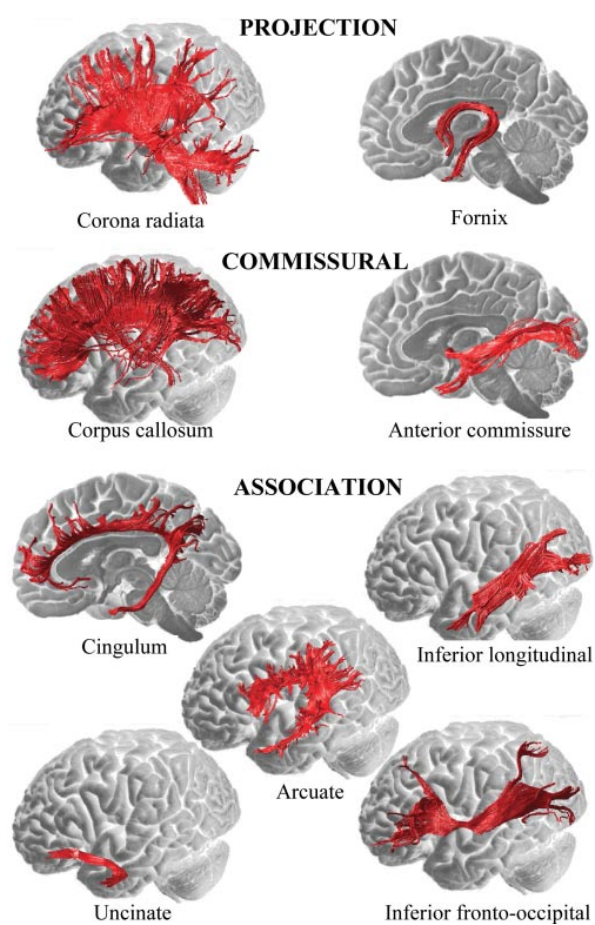 PROJECTION
Corona radiata
Fornix
COMMISSURAL
Corpus callosum
Anterior commissure
ASSOCIATION
Cingulum
Inferior longitudinal
Arcuate
Uncinate
Inferior fronto-occipital